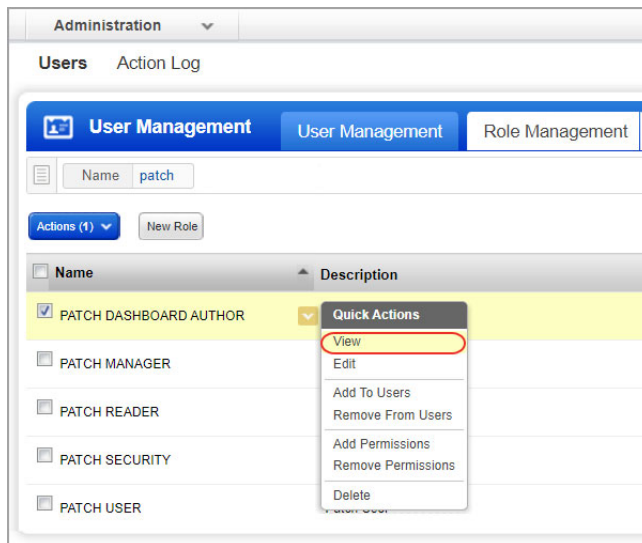 Administration
Users Action Log
User Management User Management Role Management
Name patch
Actions (1) New Role
Name Description
PATCH DASHBOARD AUTHOR Quick Actions
View
PATCH MANAGER Edit
Add To Users
PATCH READER Remove From Users
Add Permissions
PATCH SECURITY Remove Permissions
Delete
PATCH USER Patch User